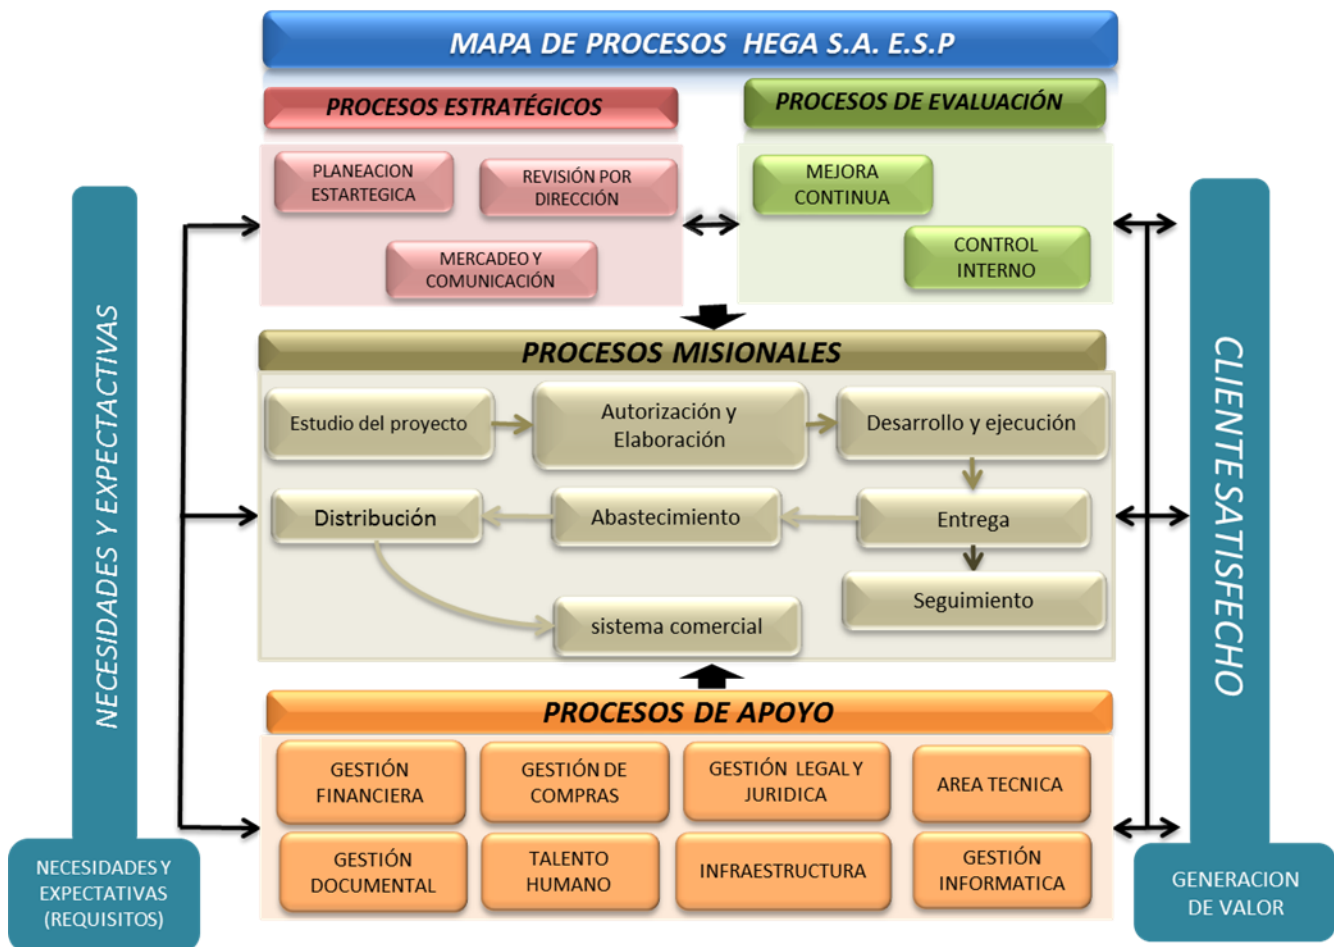 MAPA DE PROCESOS HEGA S.A. E.S.P
PROCESOS ESTRATÉGICOS
PROCESOS DE EVALUACIÓN
PLANEACION
ESTARTEGICA
REVISIÓN POR
DIRECCIÓN
MERCADEO Y
COMUNICACIÓN
MEJORA
CONTINUA
CONTROL
INTERNO
NECESIDADES Y EXPECTACTIVAS
CLIENTE SATISFECHO
PROCESOS MISIONALES
Estudio del proyecto
Autorización y
Elaboración
Desarrollo y ejecución
Distribución
Abastecimiento
Entrega
Seguimiento
sistema comercial
PROCESOS DE APOYO
GESTIÓN
FINANCIERA
GESTIÓN DE
COMPRAS
GESTIÓN LEGAL Y
JURIDICA
AREA TECNICA
GESTIÓN
DOCUMENTAL
TALENTO
HUMANO
INFRAESTRUCTURA
GESTIÓN
INFORMATICA
NECESIDADES Y
EXPECTATIVAS
(REQUISITOS)
GENERACION
DE VALOR